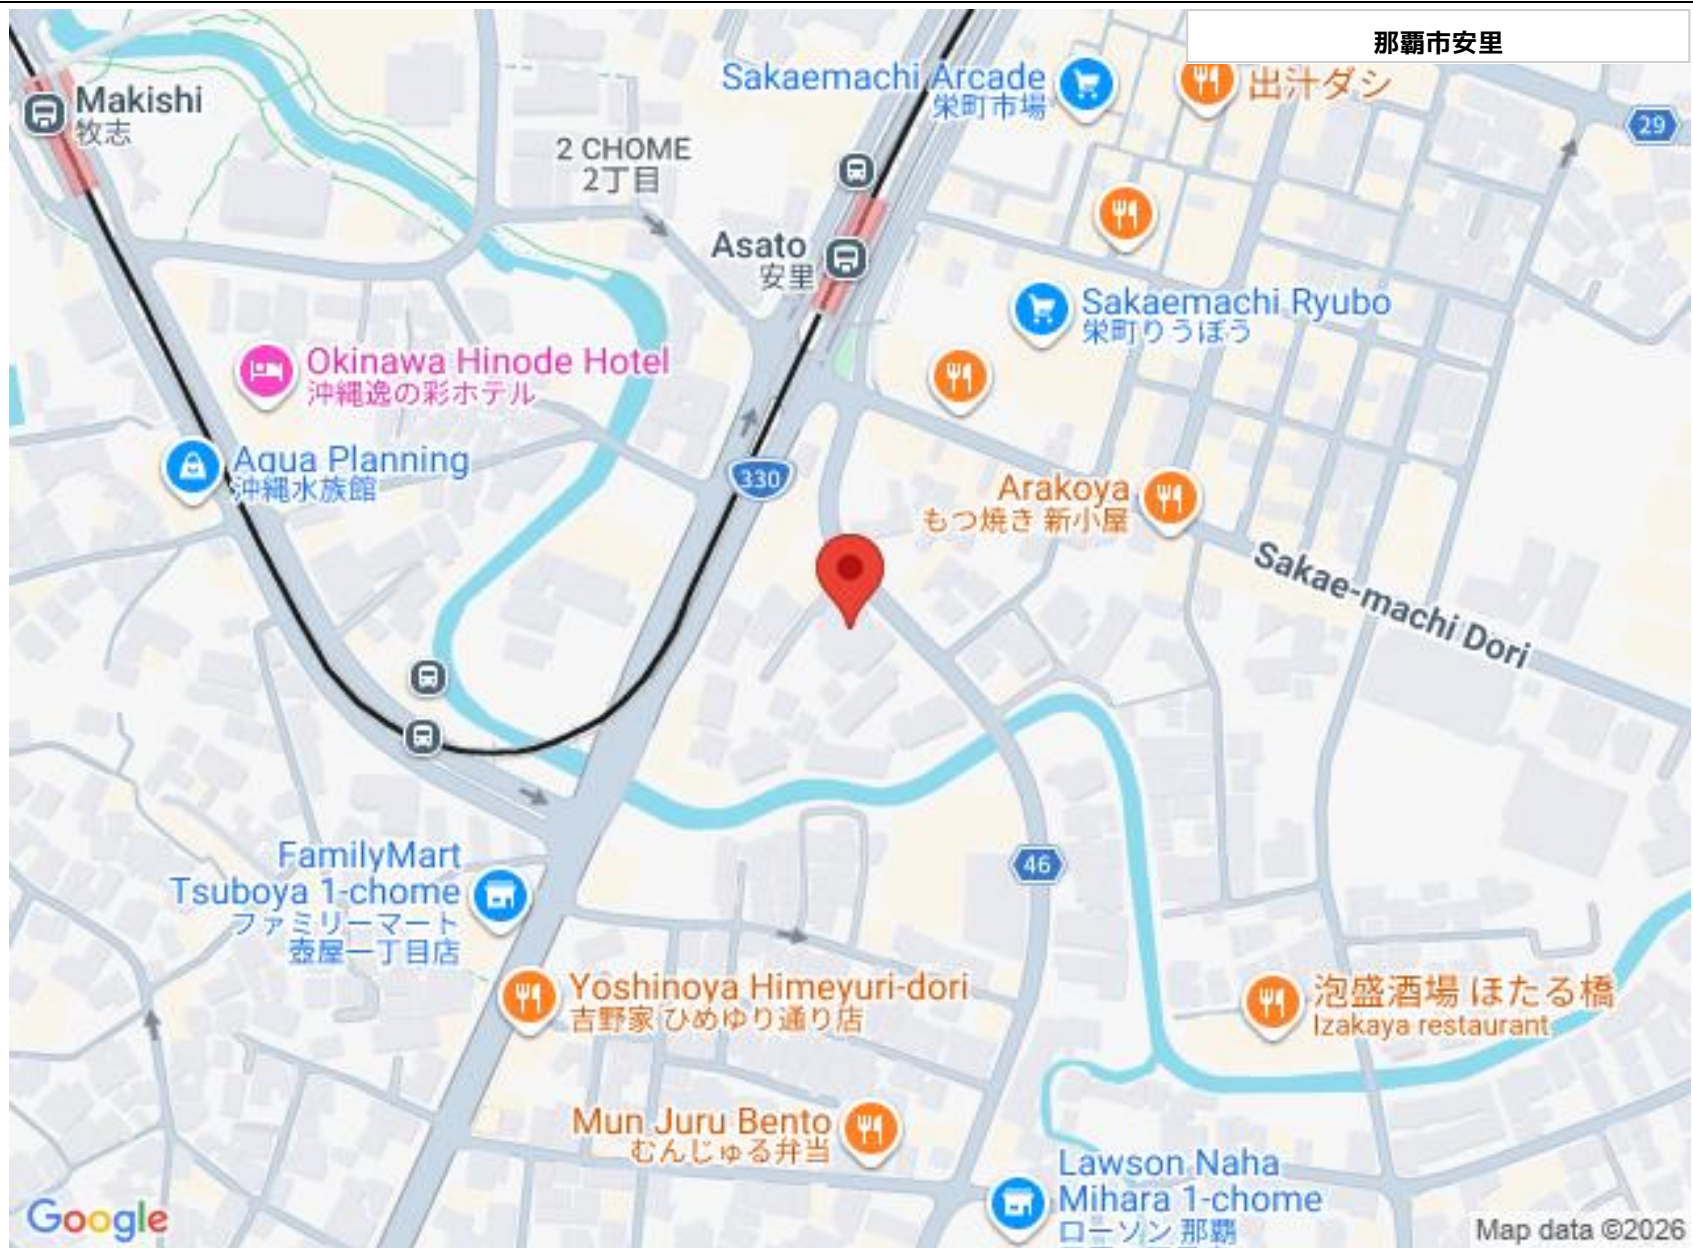 那覇市安里
Makishi
牧志
2 CHOME
2丁目
Sakaemachi Arcade
栄町市場
出汁ダシ
29
Asato
安里
Sakaemachi Ryubo
栄町りうぼう
Okinawa Hinode Hotel
沖縄逸の彩ホテル
Aqua Planning
沖縄水族館
330
Arakoya
もつ焼き 新小屋
Sakae-machi Dori
FamilyMart
Tsuboya 1-chome
ファミリーマート
壺屋一丁目店
46
Yoshinoya Himeyuri-dori
吉野家 ひめゆり通り店
泡盛酒場 ほたる橋
Izakaya restaurant
Mun Juru Bento
むんじゅる弁当
Lawson Naha
Mihara 1-chome
ローソン 那覇
Google
Map data ©2026